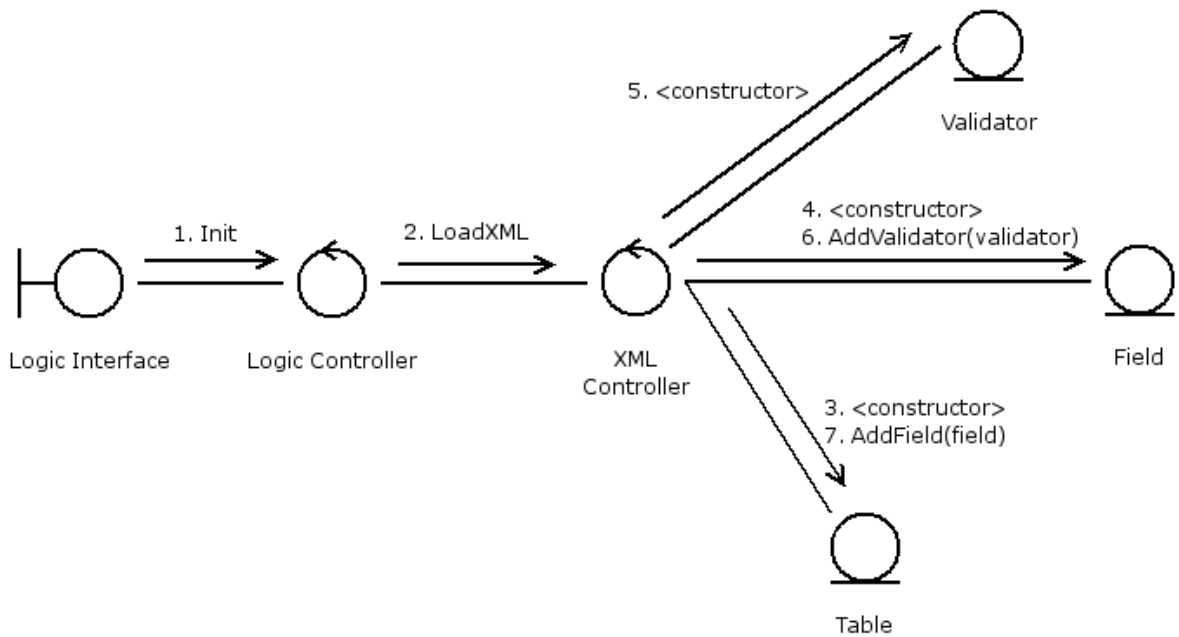 5. <constructor>
Validator
4. <constructor>
6. AddValidator(validator)
1. Init
2. LoadXML
Logic Interface
Logic Controller
XML
Controller
Field
3. <constructor>
7. AddField(field)
Table